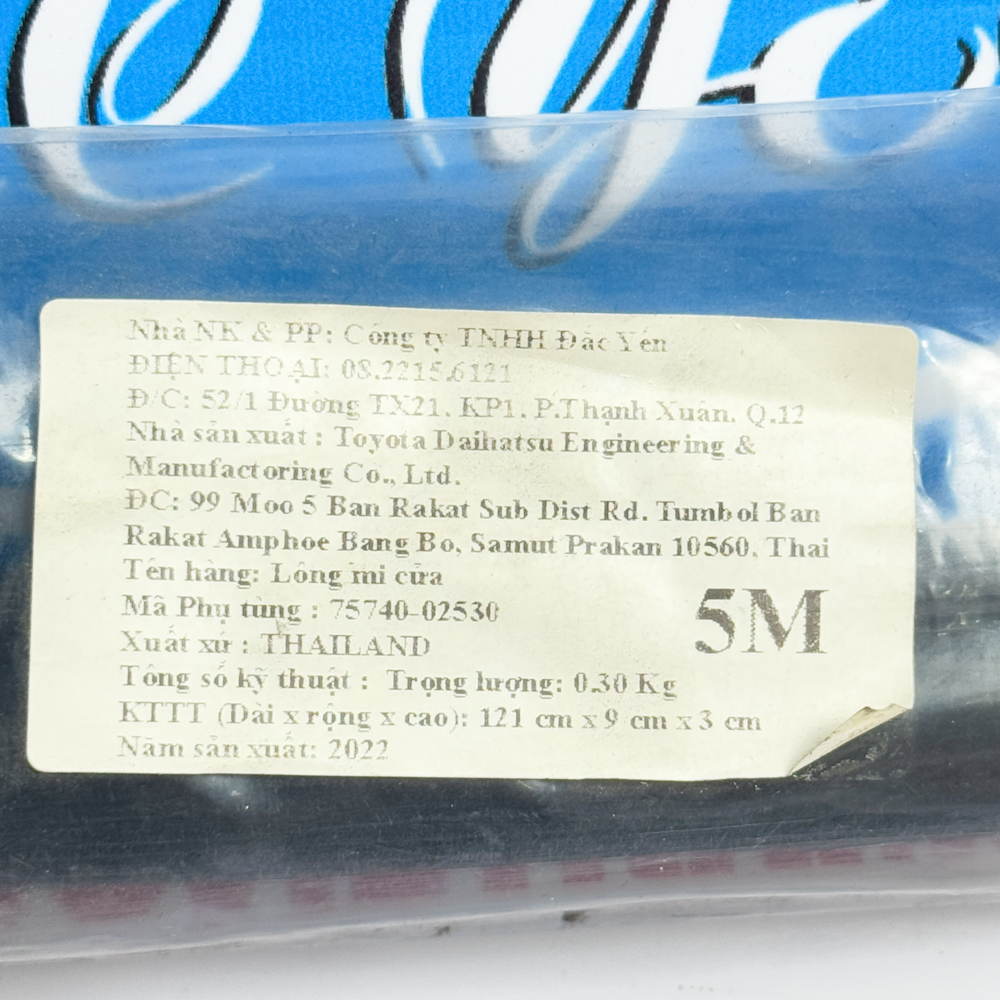 Nhà NK & PP: Công ty TNHH Đắc Yến
ĐIỆN THOẠI: 08.2215.6121
Đ/C: 52/1 Đường TX21. KP1. P.Thạnh Xuân. Q.12
Nhà sản xuất : Toyota Daihatsu Engineering &
Manufactoring Co., Ltd.
ĐC: 99 Moo 5 Ban Rakat Sub Dist Rd. Tumbol Ban
Rakat Amphoe Bang Bo, Samut Prakan 10560. Thai
Tên hàng: Lông mi cửa
Mã Phụ tùng : 75740-02530
5M
Xuất xứ : THAILAND
Tông số kỹ thuật : Trọng lượng: 0.30 Kg
KTTT (Dài x rộng x cao): 121 cm x 9 cm x 3 cm
Năm sản xuất: 2022